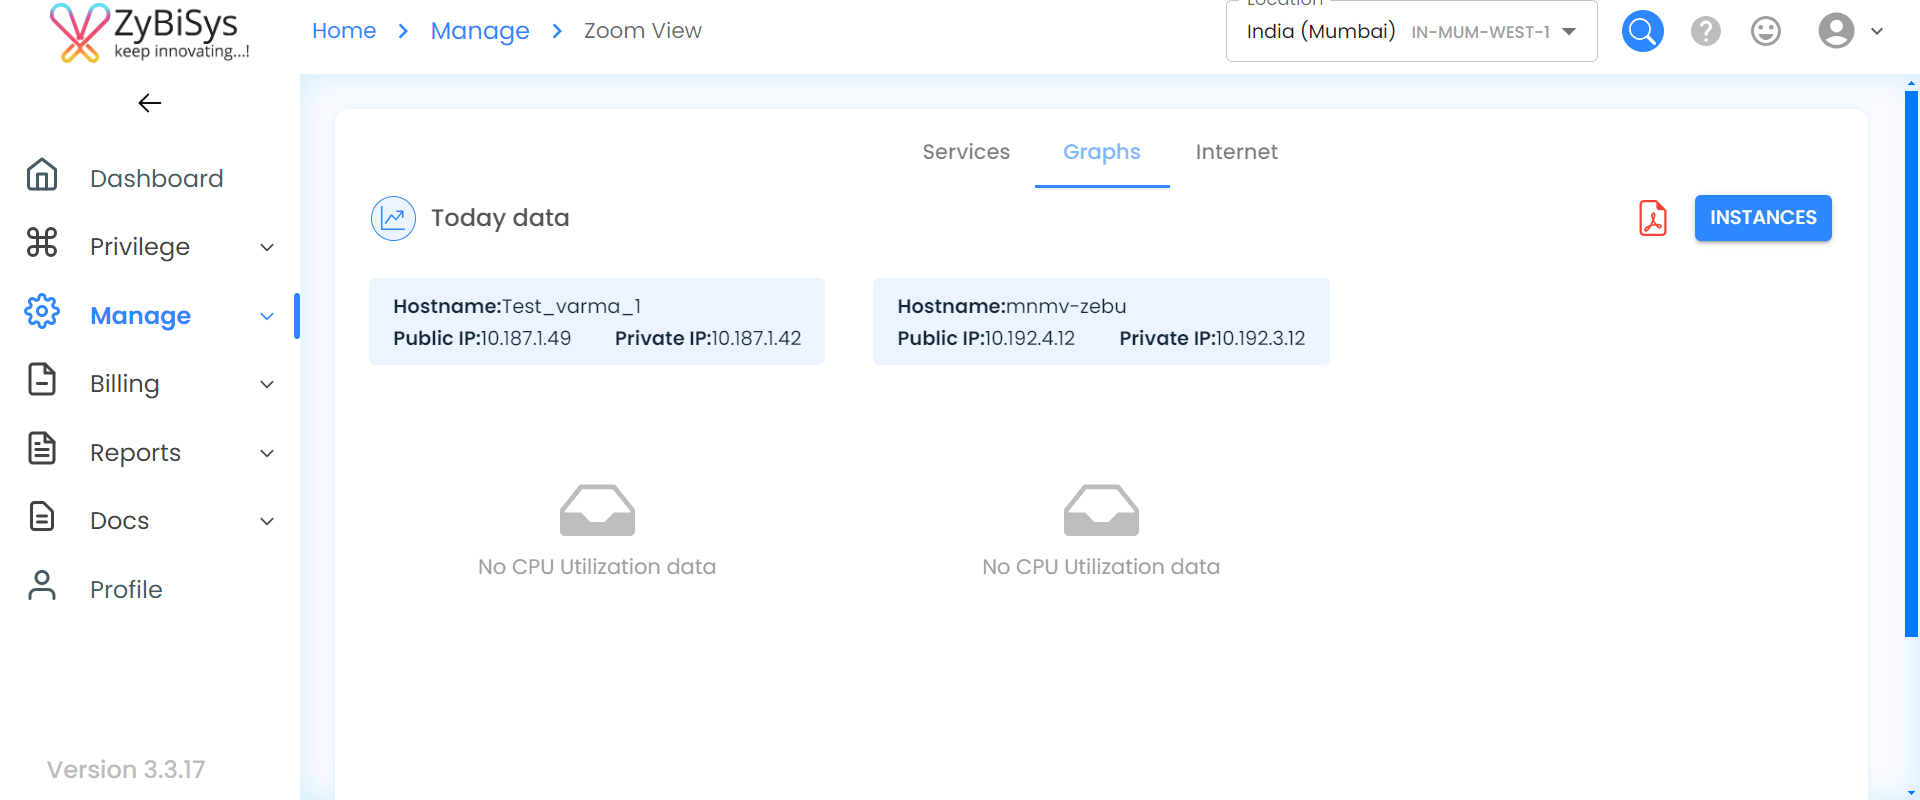 ZyBiSys
keep innovating...!
Home > Manage > Zoom View
Location
India (Mumbai) IN-MUM-WEST-1
Dashboard
Privilege
Manage
Billing
Reports
Docs
Profile
Version 3.3.17
Services Graphs Internet
Today data
INSTANCES
Hostname:Test_varma_1
Public IP:10.187.1.49 Private IP:10.187.1.42
Hostname:mnmv-zebu
Public IP:10.192.4.12 Private IP:10.192.3.12
No CPU Utilization data
No CPU Utilization data